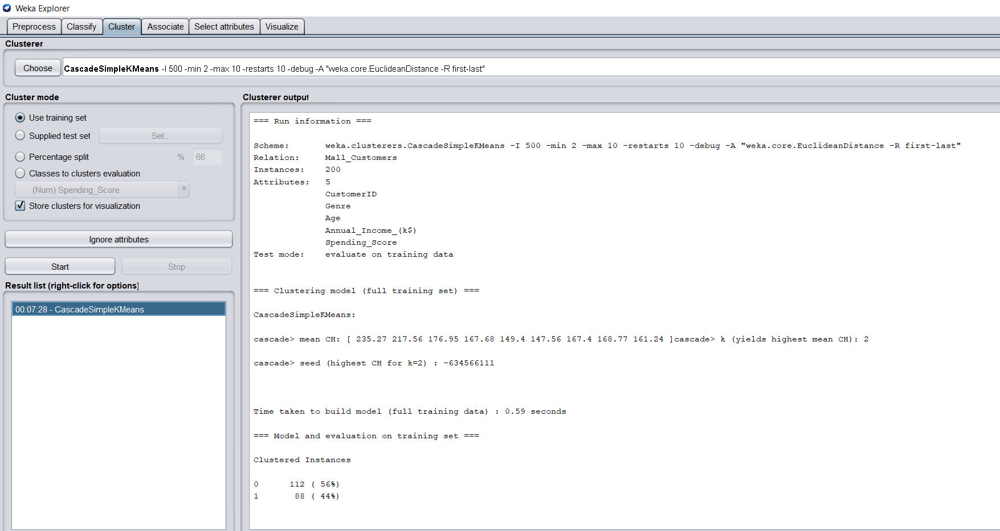 Weka Explorer
Preprocess Classify Cluster Associate Select attributes Visualize
Clusterer
Choose CascadeSimpleKMeans -I 500 -min 2 -max 10 -restarts 10 -debug -A "weka.core.EuclideanDistance -R first-last"
Cluster mode
Use training set
Supplied test set Set...
Percentage split % 66
Classes to clusters evaluation
(Num) Spending_Score
Store clusters for visualization
Ignore attributes
Start Stop
Result list (right-click for options)
00:07:28 - CascadeSimpleKMeans
Clusterer output
=== Run information ===
Scheme: weka.clusterers.CascadeSimpleKMeans -I 500 -min 2 -max 10 -restarts 10 -debug -A "weka.core.EuclideanDistance -R first-last"
Relation: Mall_Customers
Instances: 200
Attributes: 5
CustomerID
Genre
Age
Annual_Income_(k$)
Spending_Score
Test mode: evaluate on training data
=== Clustering model (full training set) ===
CascadeSimpleKMeans:
cascade> mean CH: [ 235.27 217.56 176.95 167.68 149.4 147.56 167.4 168.77 161.24 ]cascade> k (yields highest mean CH): 2
cascade> seed (highest CH for k=2) : -634566111
Time taken to build model (full training data) : 0.59 seconds
=== Model and evaluation on training set ===
Clustered Instances
0 112 ( 56%)
1 88 ( 44%)